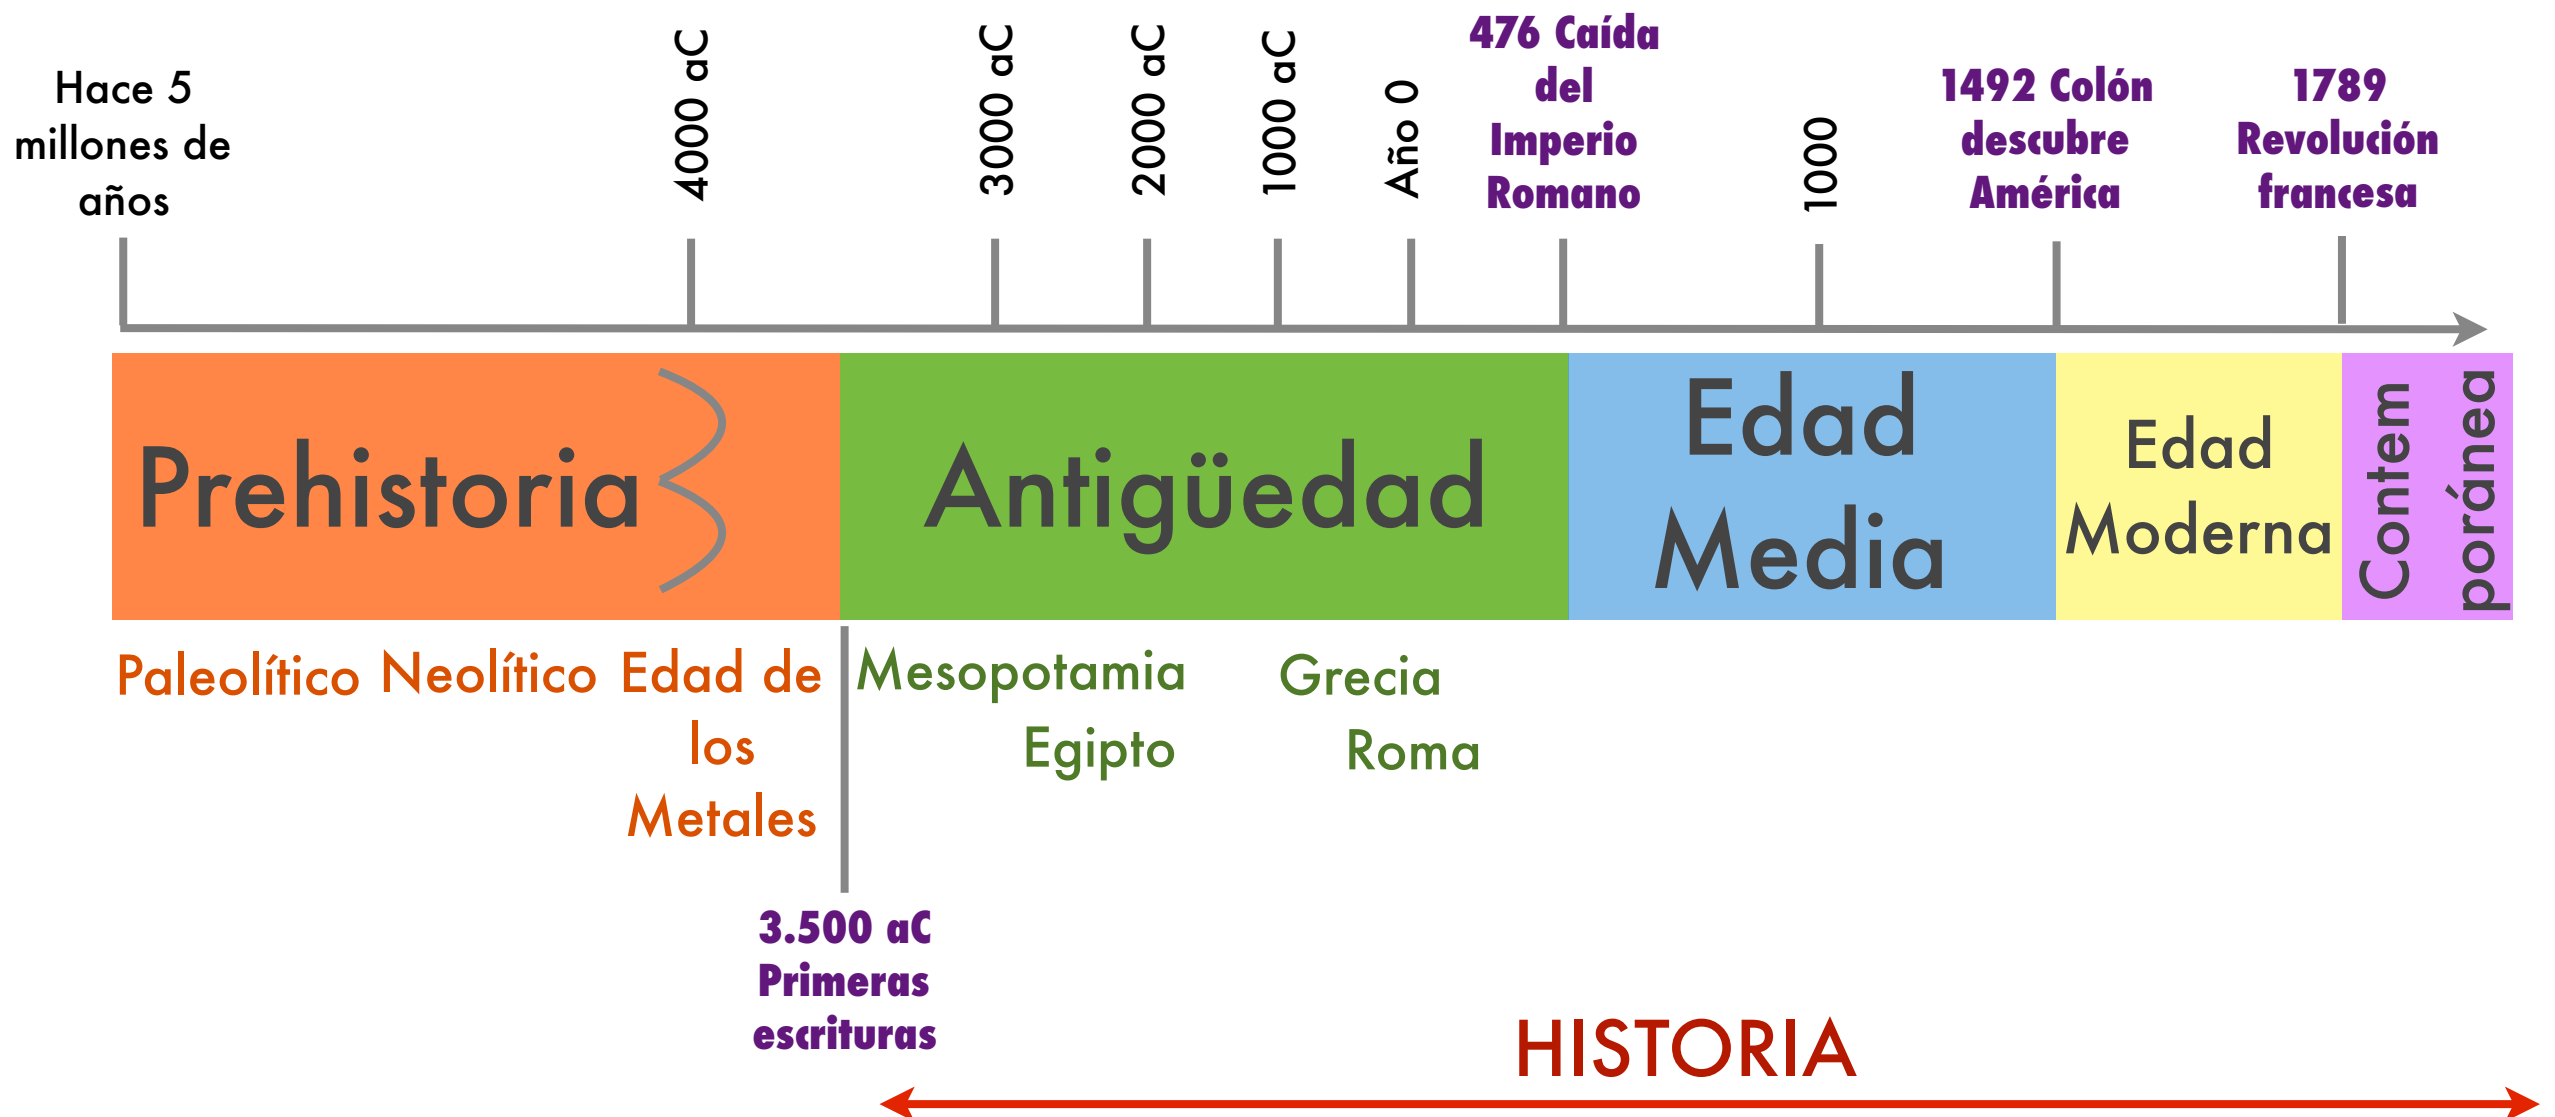 Hace 5
millones de
años
4000 aC
3000 aC
2000 aC
1000 aC
Año 0
476 Caída
del
Imperio
Romano
1000
1492 Colón
descubre
América
1789
Revolución
francesa
Prehistoria
Antigüedad
Edad
Media
Edad
Moderna
Contem
poránea
Paleolítico
Neolítico
Edad de
los
Metales
Mesopotamia
Egipto
Grecia
Roma
3.500 aC
Primeras
escrituras
HISTORIA